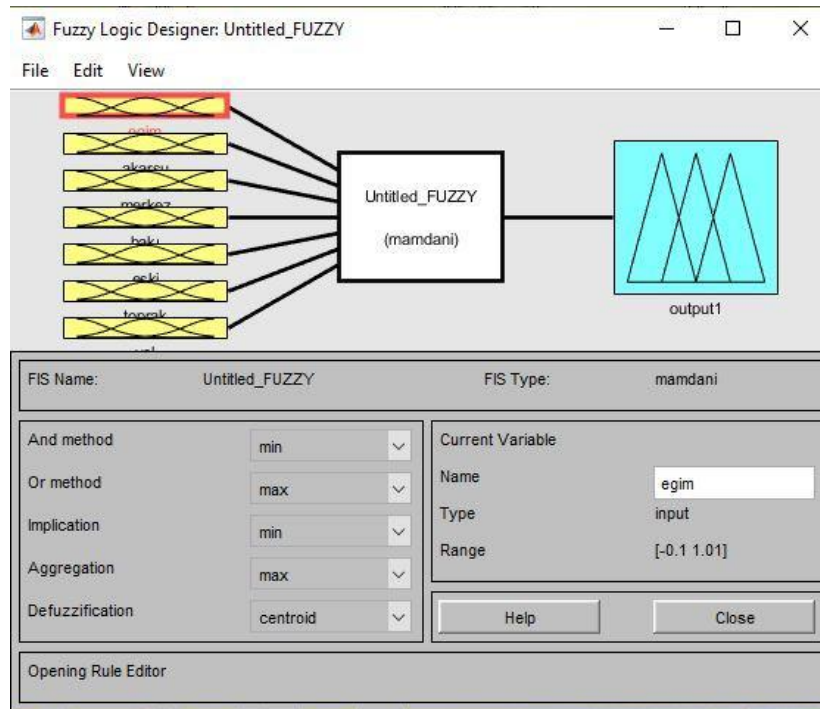 Fuzzy Logic Designer: Untitled_FUZZY
File Edit View
egim
akarsu
merkez
baku
eski
toprak
Untitled_FUZZY
(mamdani)
output1
FIS Name: Untitled_FUZZY FIS Type: mamdani
And method min
Or method max
Implication min
Aggregation max
Defuzzification centroid
Current Variable
Name egim
Type input
Range [-0.1 1.01]
Help Close
Opening Rule Editor